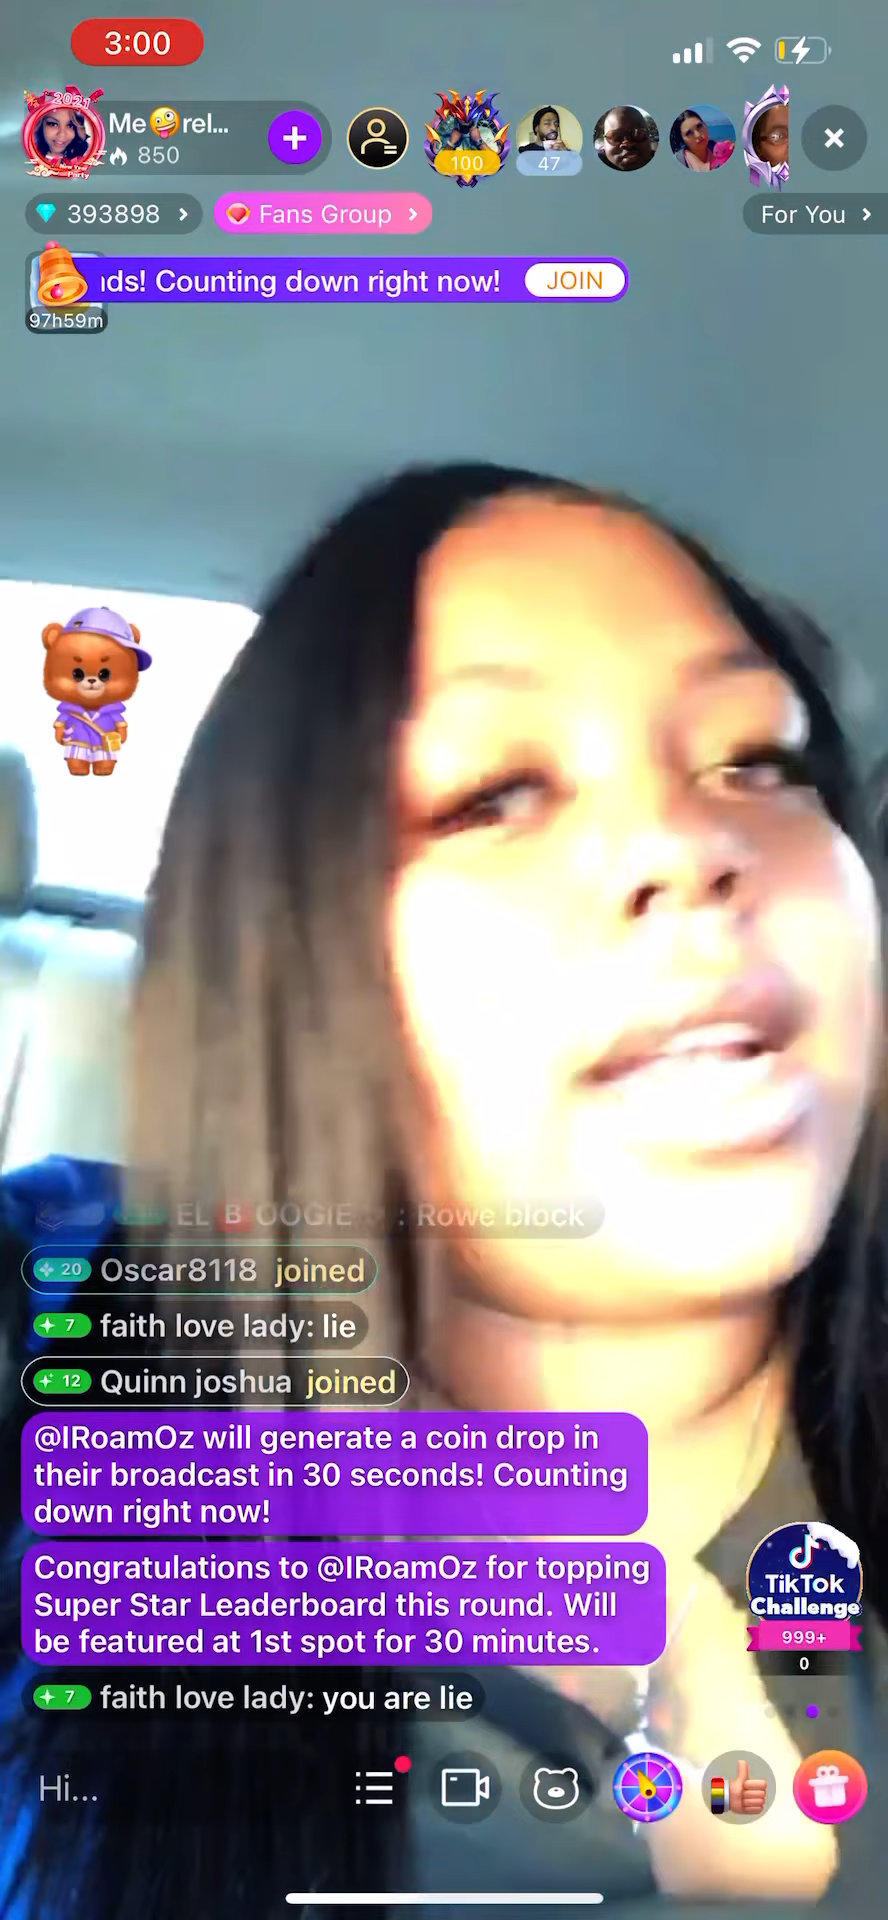 3:00
2021
Me🤪rel...
850
100
47
393898
Fans Group
For You
ds! Counting down right now!
JOIN
97h59m
EL B OOGIE : Rowe block
20 Oscar8118 joined
7 faith love lady: lie
12 Quinn joshua joined
@IRoamOz will generate a coin drop in
their broadcast in 30 seconds! Counting
down right now!
Congratulations to @IRoamOz for topping
Super Star Leaderboard this round. Will
be featured at 1st spot for 30 minutes.
TikTok
Challenge
999+
0
7 faith love lady: you are lie
Hi...